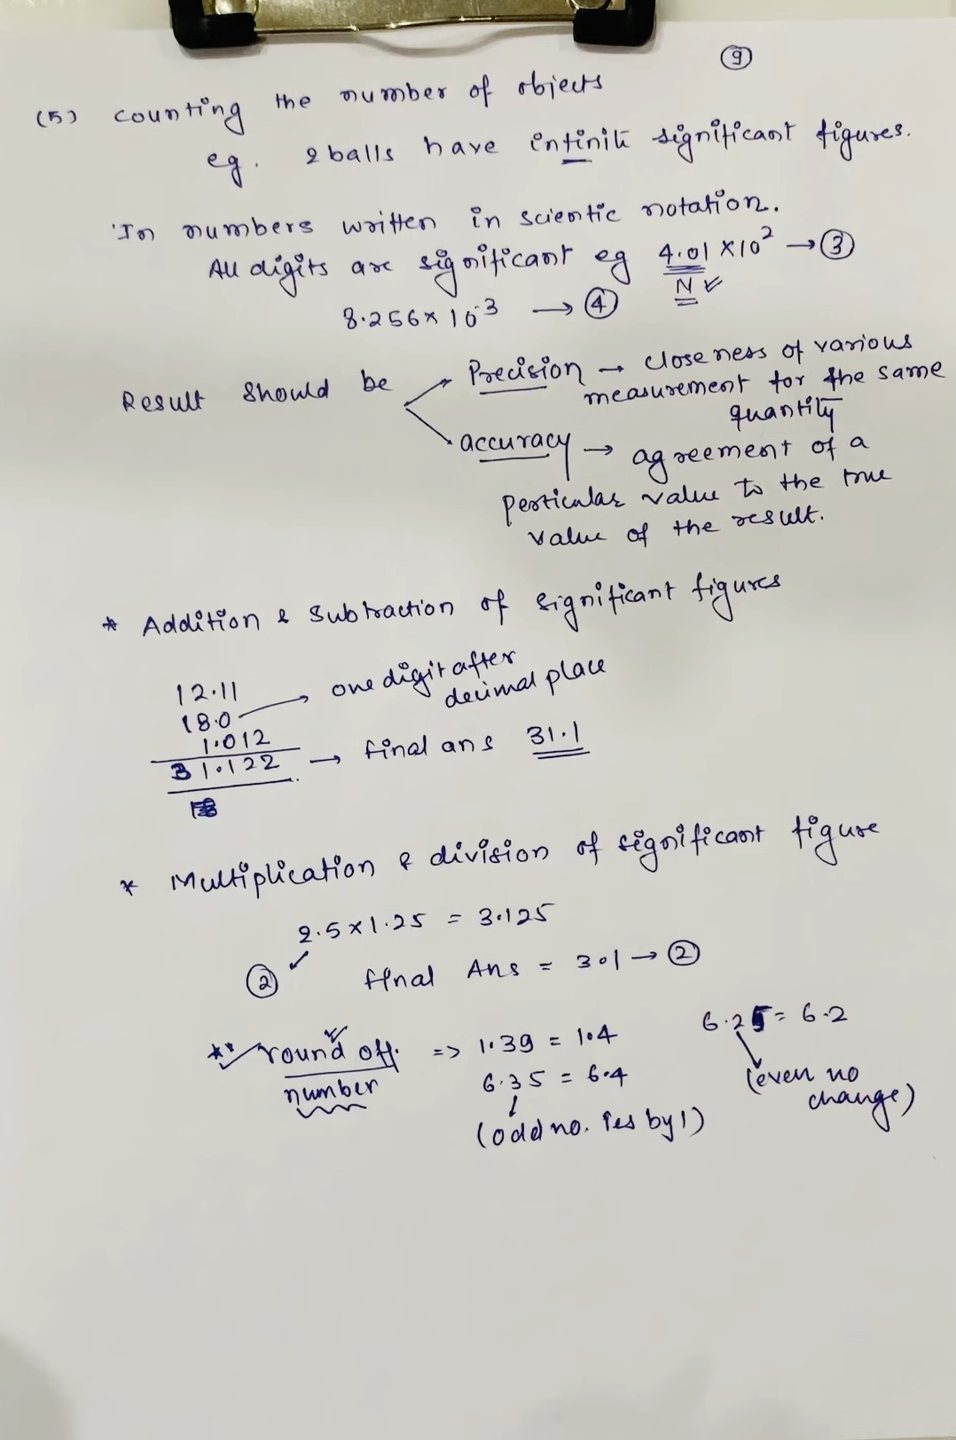 9
(5) counting the number of objects
eg. 2 balls have infinite significant figures.
In numbers written in scientic notation.
All digits are significant eg 4.01 × 10² → 3
N ✓
8.256 × 10⁻³ → 4
Result should be
Precision → closeness of various
measurement for the same
quantity
accuracy → agreement of a
perticular value to the true
value of the result.
* Addition & subtraction of significant figures
12.11
18.0 → one digit after
decimal place
1.012
31.122 → final ans 31.1
* Multiplication & division of significant figure
2.5 × 1.25 = 3.125
2
final Ans = 3.1 → 2
** round off ⇒ 1.39 = 1.4
number
6.35 = 6.4
(odd no. ↑es by 1)
6.25 = 6.2
(even no
change)